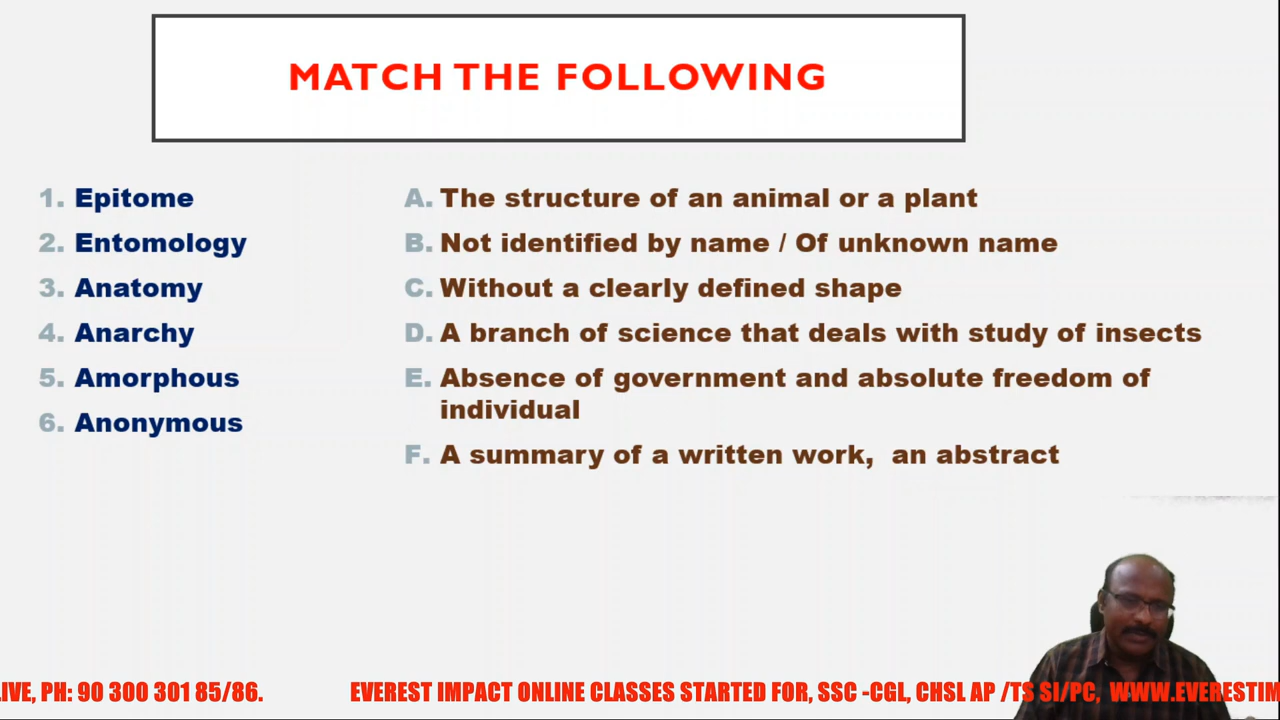 MATCH THE FOLLOWING
1. Epitome
2. Entomology
3. Anatomy
4. Anarchy
5. Amorphous
6. Anonymous
A. The structure of an animal or a plant
B. Not identified by name / Of unknown name
C. Without a clearly defined shape
D. A branch of science that deals with study of insects
E. Absence of government and absolute freedom of
individual
F. A summary of a written work, an abstract
LIVE, PH: 90 300 301 85/86. EVEREST IMPACT ONLINE CLASSES STARTED FOR, SSC -CGL, CHSL AP /TS SI/PC, WWW.EVERESTIM